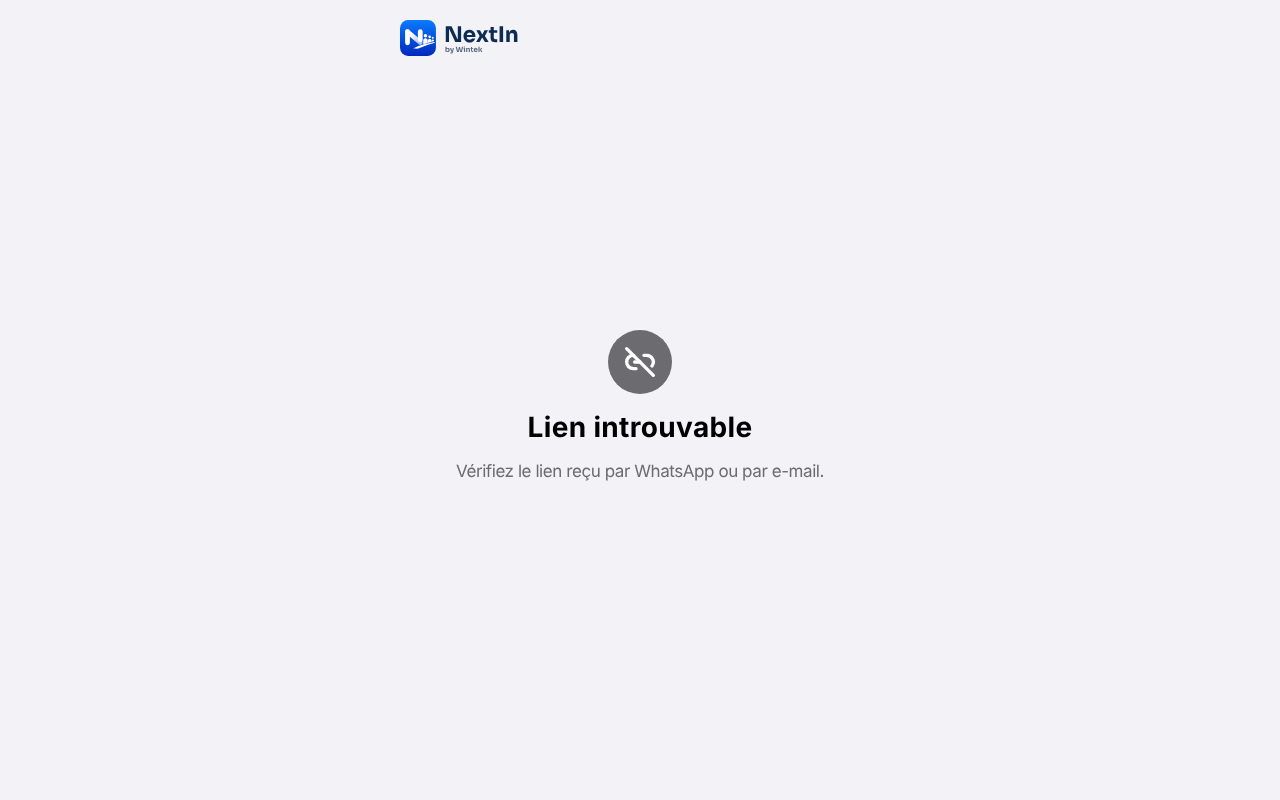 NextIn
by Wintek
Lien introuvable
Vérifiez le lien reçu par WhatsApp ou par e-mail.